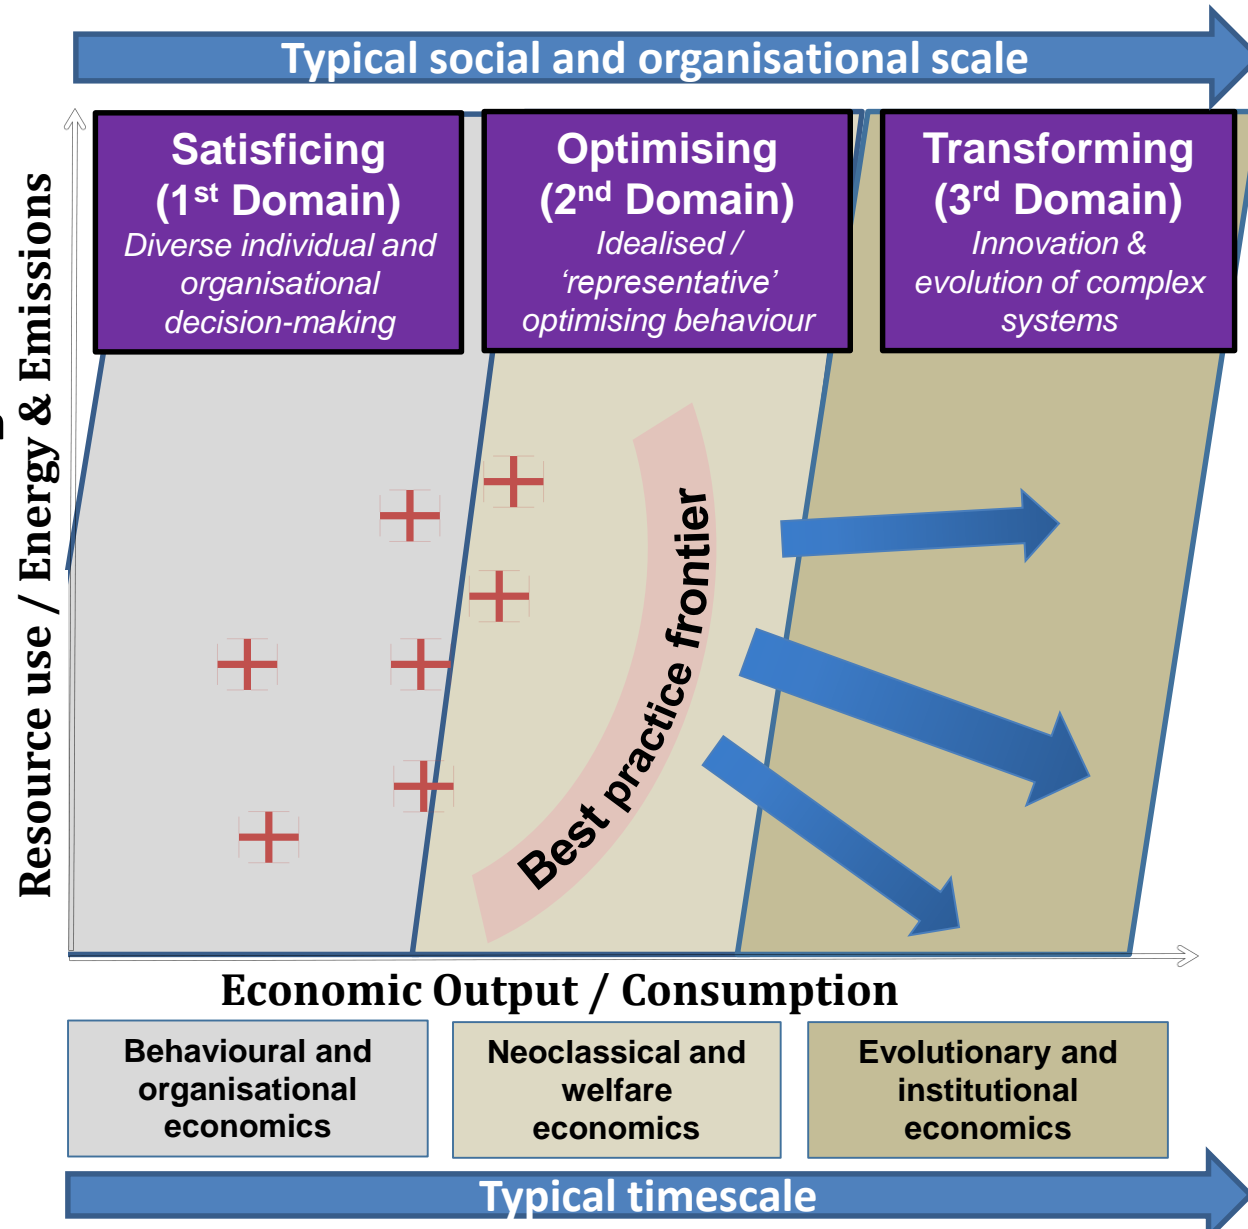 Typical social and organisational scale
Satisficing
(1st Domain)
Diverse individual and
organisational
decision-making
Optimising
(2nd Domain)
Idealised /
‘representative’
optimising behaviour
Transforming
(3rd Domain)
Innovation &
evolution of complex
systems
Resource use / Energy & Emissions
Best practice frontier
Economic Output / Consumption
Behavioural and
organisational
economics
Neoclassical and
welfare
economics
Evolutionary and
institutional
economics
Typical timescale